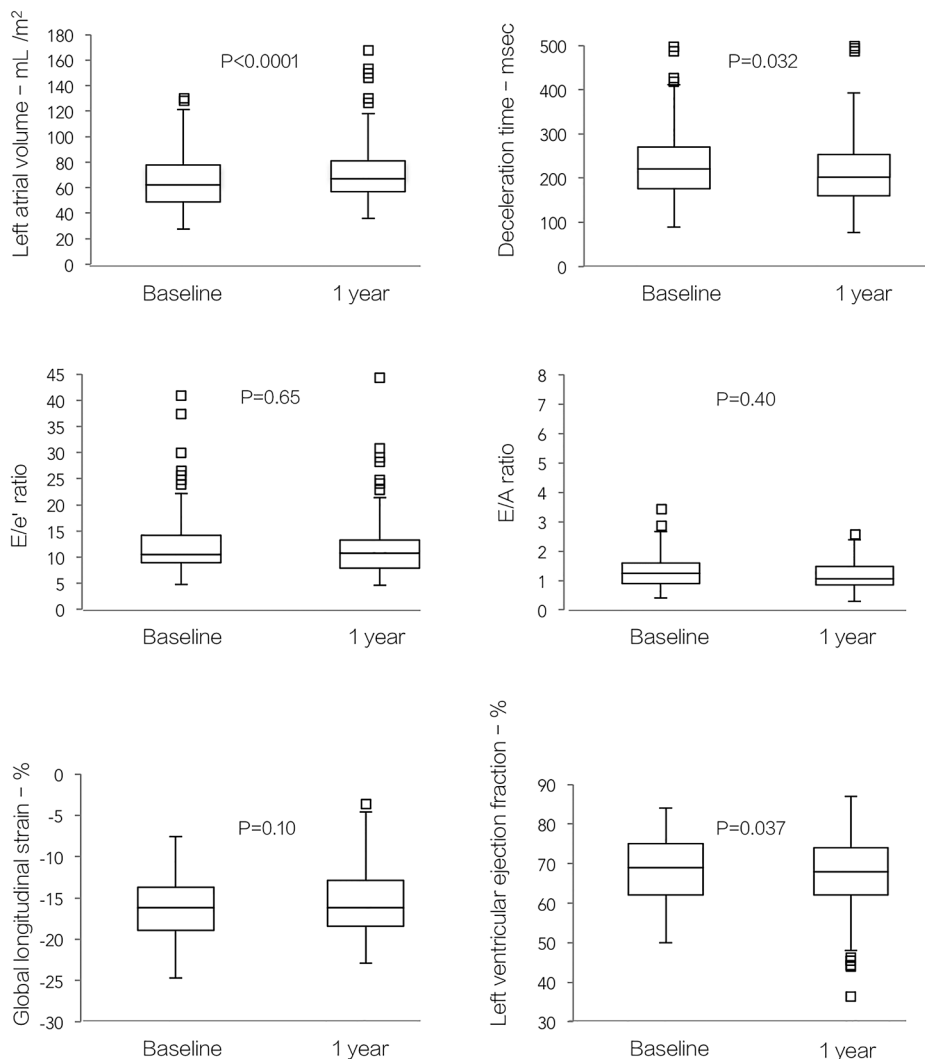 Left atrial volume – mL /m²
180
160
140
120
100
80
60
40
20
0
P<0.0001
Baseline
1 year
Deceleration time – msec
500
400
300
200
100
0
P=0.032
Baseline
1 year
E/e' ratio
45
40
35
30
25
20
15
10
5
0
P=0.65
Baseline
1 year
E/A ratio
8
7
6
5
4
3
2
1
0
P=0.40
Baseline
1 year
Global longitudinal strain – %
0
-5
-10
-15
-20
-25
-30
P=0.10
Baseline
1 year
Left ventricular ejection fraction – %
90
80
70
60
50
40
30
P=0.037
Baseline
1 year